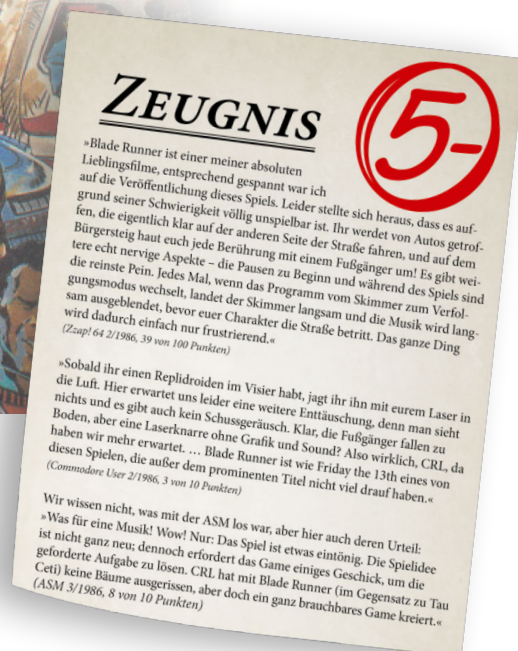 ZEUGNIS
5-
»Blade Runner ist einer meiner absoluten
Lieblingsfilme, entsprechend gespannt war ich
auf die Veröffentlichung dieses Spiels. Leider stellte sich heraus, dass es auf-
grund seiner Schwierigkeit völlig unspielbar ist. Ihr werdet von Autos getrof-
fen, die eigentlich klar auf der anderen Seite der Straße fahren, und auf dem
Bürgersteig haut euch jede Berührung mit einem Fußgänger um! Es gibt wei-
tere echt nervige Aspekte – die Pausen zu Beginn und während des Spiels sind
die reinste Pein. Jedes Mal, wenn das Programm vom Skimmer zum Verfol-
gungsmodus wechselt, landet der Skimmer langsam und die Musik wird lang-
sam ausgeblendet, bevor euer Charakter die Straße betritt. Das ganze Ding
wird dadurch einfach nur frustrierend.«
(Zzap! 64 2/1986, 39 von 100 Punkten)
»Sobald ihr einen Replidroiden im Visier habt, jagt ihr ihn mit eurem Laser in
die Luft. Hier erwartet uns leider eine weitere Enttäuschung, denn man sieht
nichts und es gibt auch kein Schussgeräusch. Klar, die Fußgänger fallen zu
Boden, aber eine Laserknarre ohne Grafik und Sound? Also wirklich, CRL, da
haben wir mehr erwartet. … Blade Runner ist wie Friday the 13th eines von
diesen Spielen, die außer dem prominenten Titel nicht viel drauf haben.«
(Commodore User 2/1986, 3 von 10 Punkten)
Wir wissen nicht, was mit der ASM los war, aber hier auch deren Urteil:
»Was für eine Musik! Wow! Nur: Das Spiel ist etwas eintönig. Die Spielidee
ist nicht ganz neu; dennoch erfordert das Game einiges Geschick, um die
geforderte Aufgabe zu lösen. CRL hat mit Blade Runner (im Gegensatz zu Tau
Ceti) keine Bäume ausgerissen, aber doch ein ganz brauchbares Game kreiert.«
(ASM 3/1986, 8 von 10 Punkten)